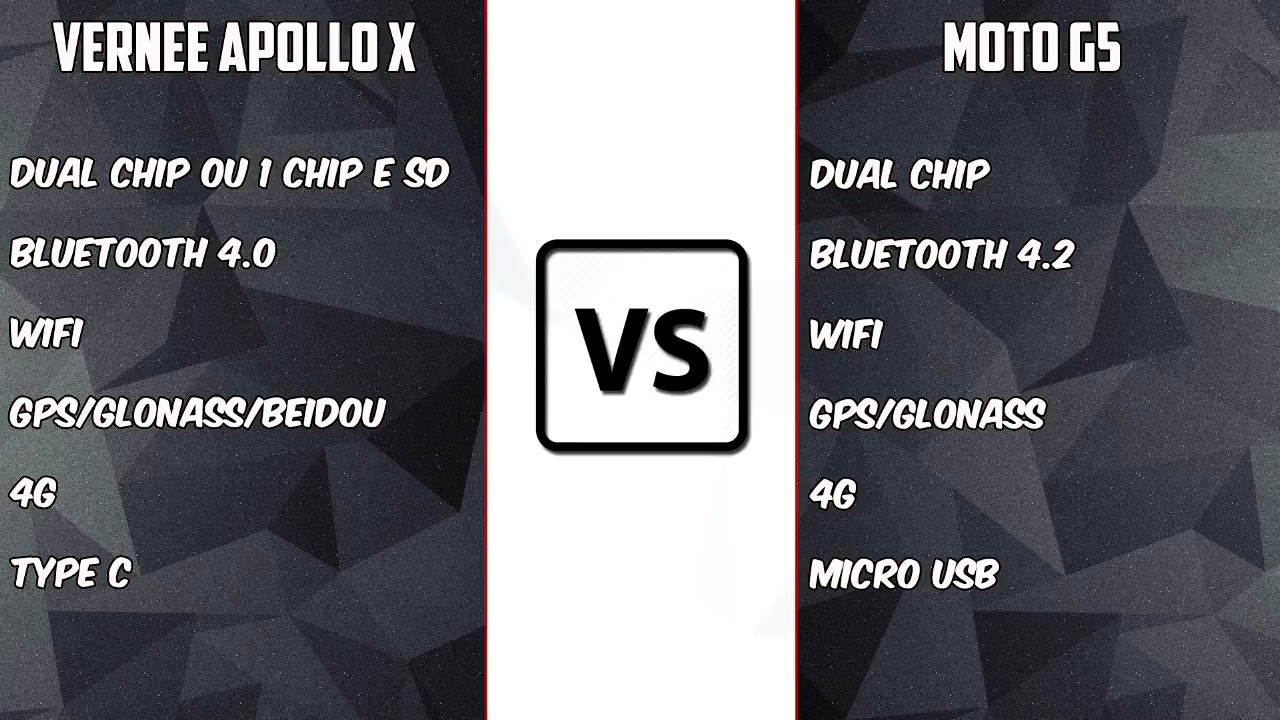 VERNEE APOLLO X
DUAL CHIP OU 1 CHIP E SD
BLUETOOTH 4.0
WIFI
GPS/GLONASS/BEIDOU
4G
TYPE C
VS
MOTO G5
DUAL CHIP
BLUETOOTH 4.2
WIFI
GPS/GLONASS
4G
MICRO USB